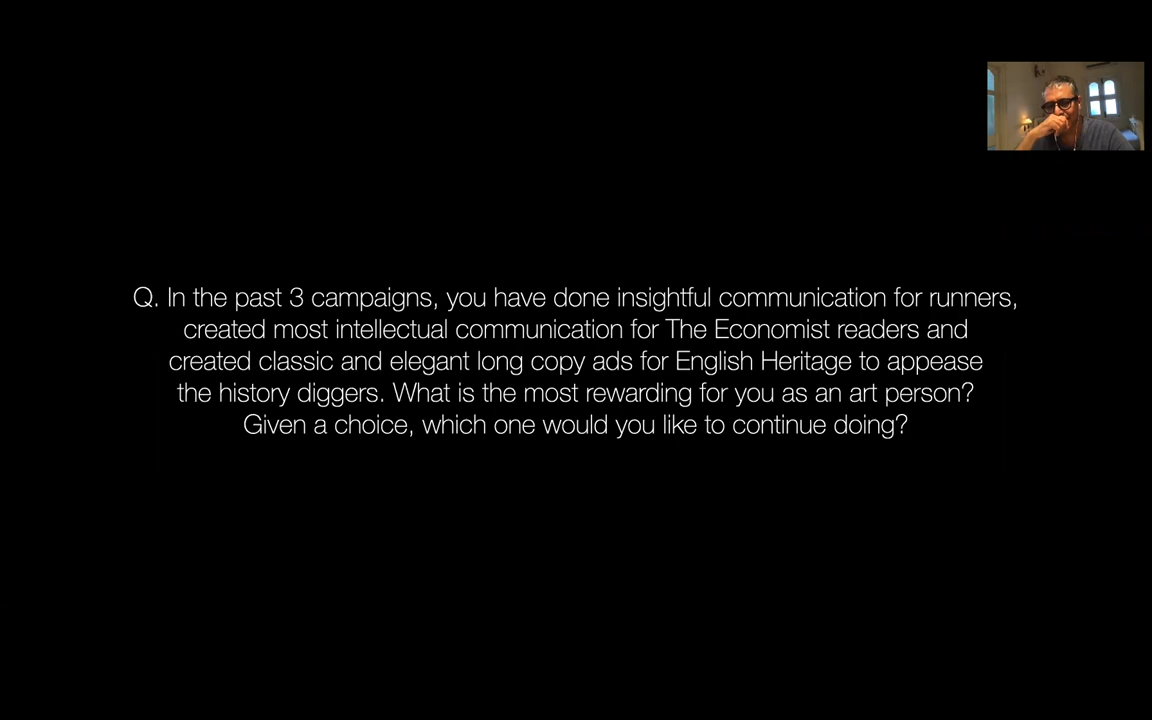 Q. In the past 3 campaigns, you have done insightful communication for runners,
created most intellectual communication for The Economist readers and
created classic and elegant long copy ads for English Heritage to appease
the history diggers. What is the most rewarding for you as an art person?
Given a choice, which one would you like to continue doing?